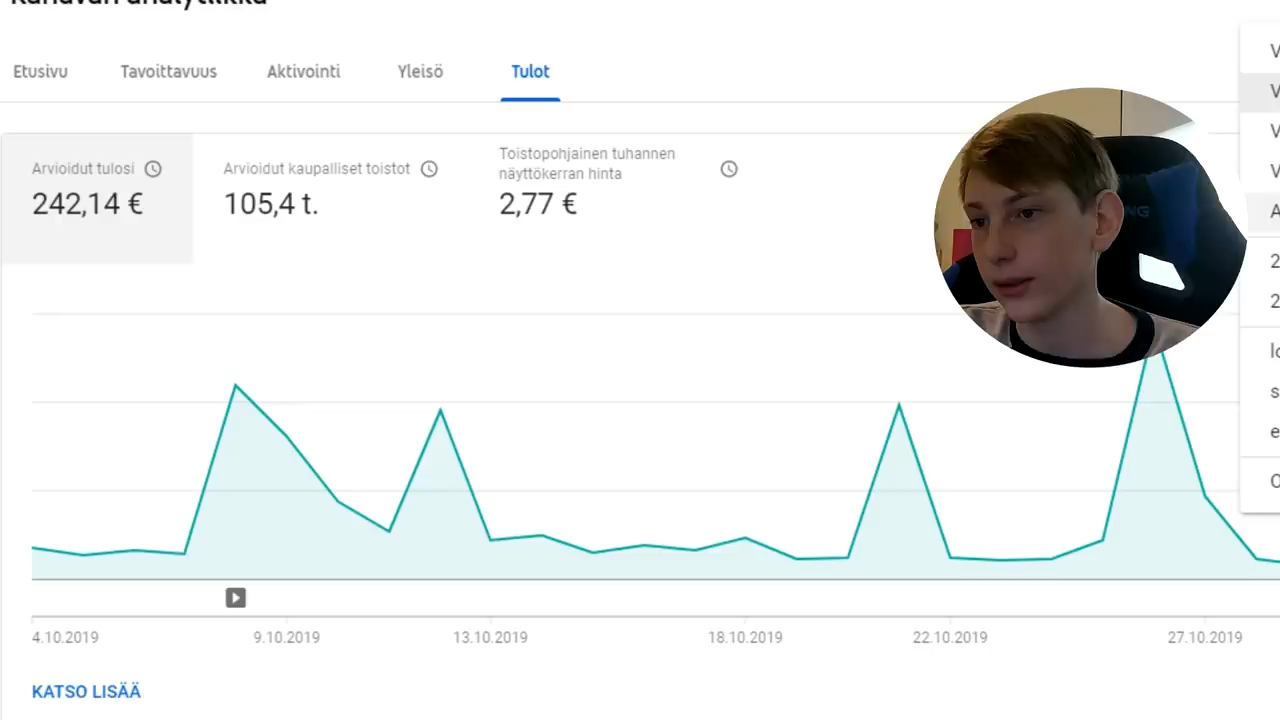 Kanavan analytiikka
Etusivu
Tavoittavuus
Aktivointi
Yleisö
Tulot
Arvioidut tulosi
242,14 €
Arvioidut kaupalliset toistot
105,4 t.
Toistopohjainen tuhannen
näyttökerran hinta
2,77 €
4.10.2019
9.10.2019
13.10.2019
18.10.2019
22.10.2019
27.10.2019
KATSO LISÄÄ